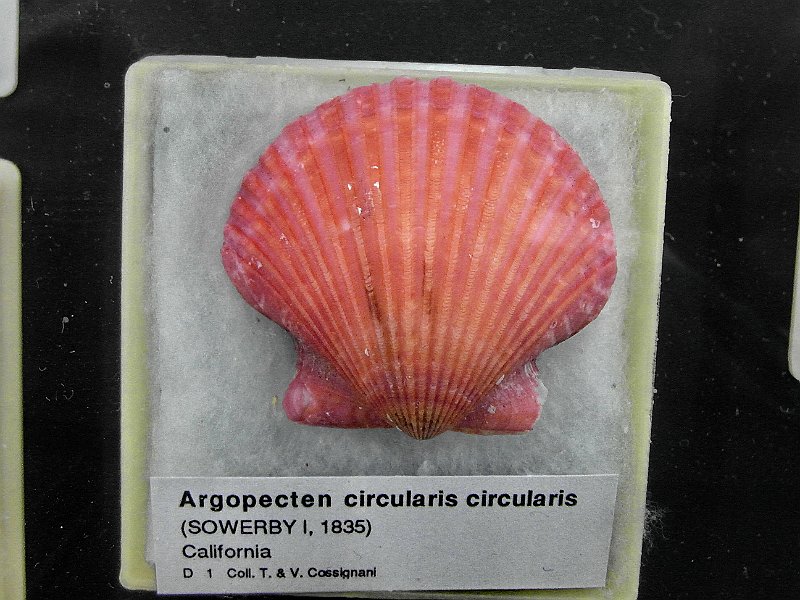 Argopecten circularis circularis
(SOWERBY I, 1835)
California
D 1 Coll. T. & V. Cossignani